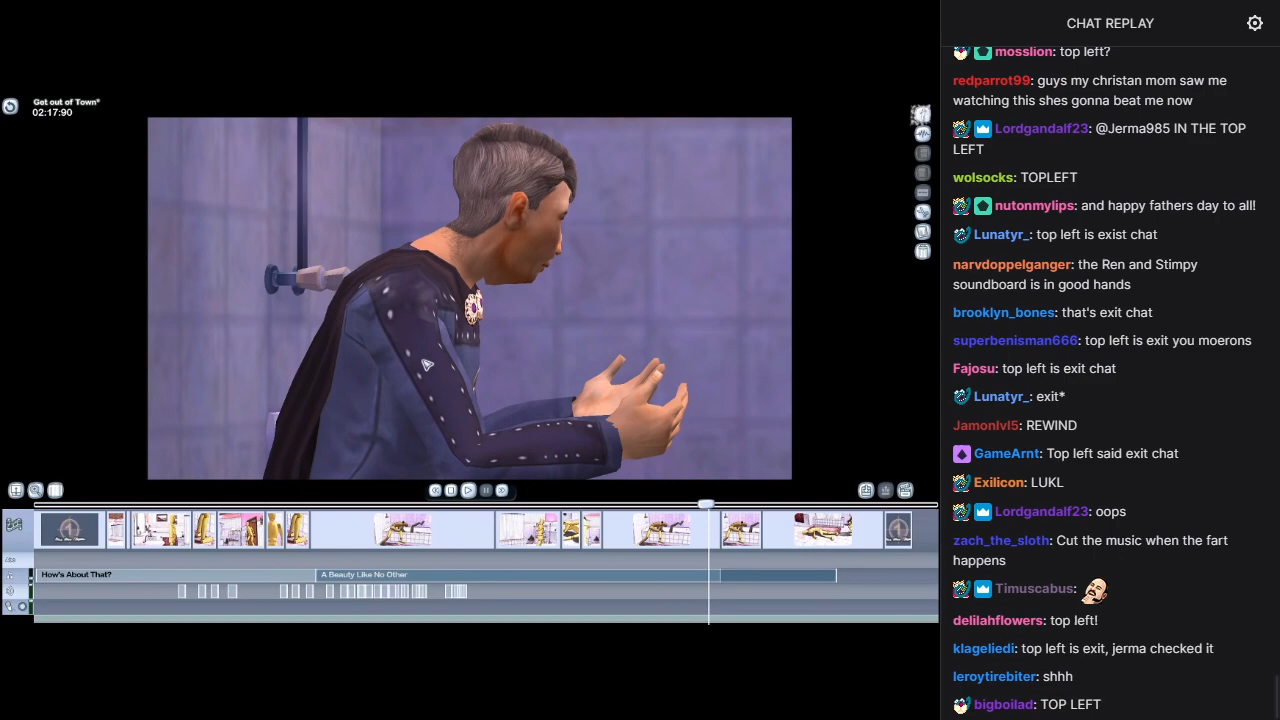 Get out of Town*
02:17:90
How's About That?
A Beauty Like No Other
CHAT REPLAY
mosslion: top left?
redparrot99: guys my christan mom saw me
watching this shes gonna beat me now
Lordgandalf23: @Jerma985 IN THE TOP
LEFT
wolsocks: TOPLEFT
nutonmylips: and happy fathers day to all!
Lunatyr_: top left is exist chat
narvdoppelganger: the Ren and Stimpy
soundboard is in good hands
brooklyn_bones: that's exit chat
superbenisman666: top left is exit you moerons
Fajosu: top left is exit chat
Lunatyr_: exit*
Jamonlvl5: REWIND
GameArnt: Top left said exit chat
Exilicon: LUKL
Lordgandalf23: oops
zach_the_sloth: Cut the music when the fart
happens
Timuscabus:
delilahflowers: top left!
klageliedi: top left is exit, jerma checked it
leroytirebiter: shhh
bigboilad: TOP LEFT